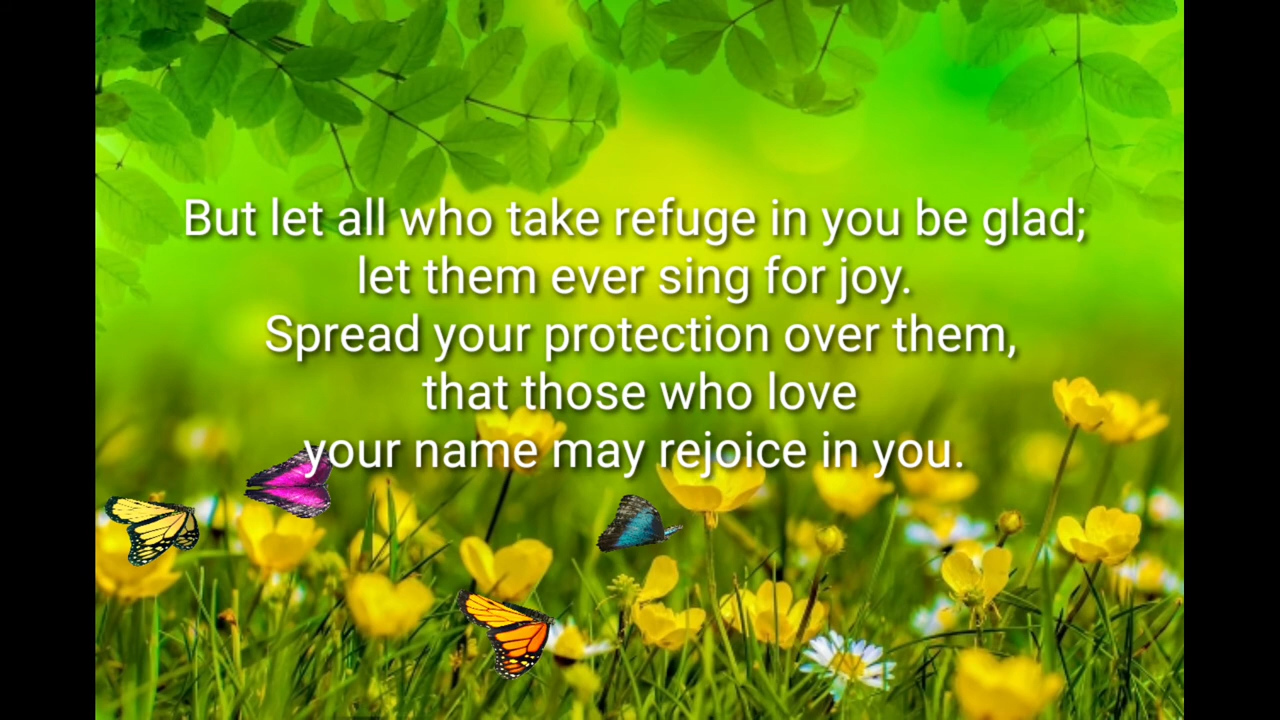 But let all who take refuge in you be glad;
let them ever sing for joy.
Spread your protection over them,
that those who love
your name may rejoice in you.